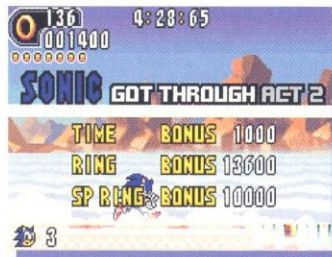 136 4:28:65
001400
SONIC GOT THROUGH ACT 2
TIME BONUS 1000
RING BONUS 13600
SP RING BONUS 10000
3